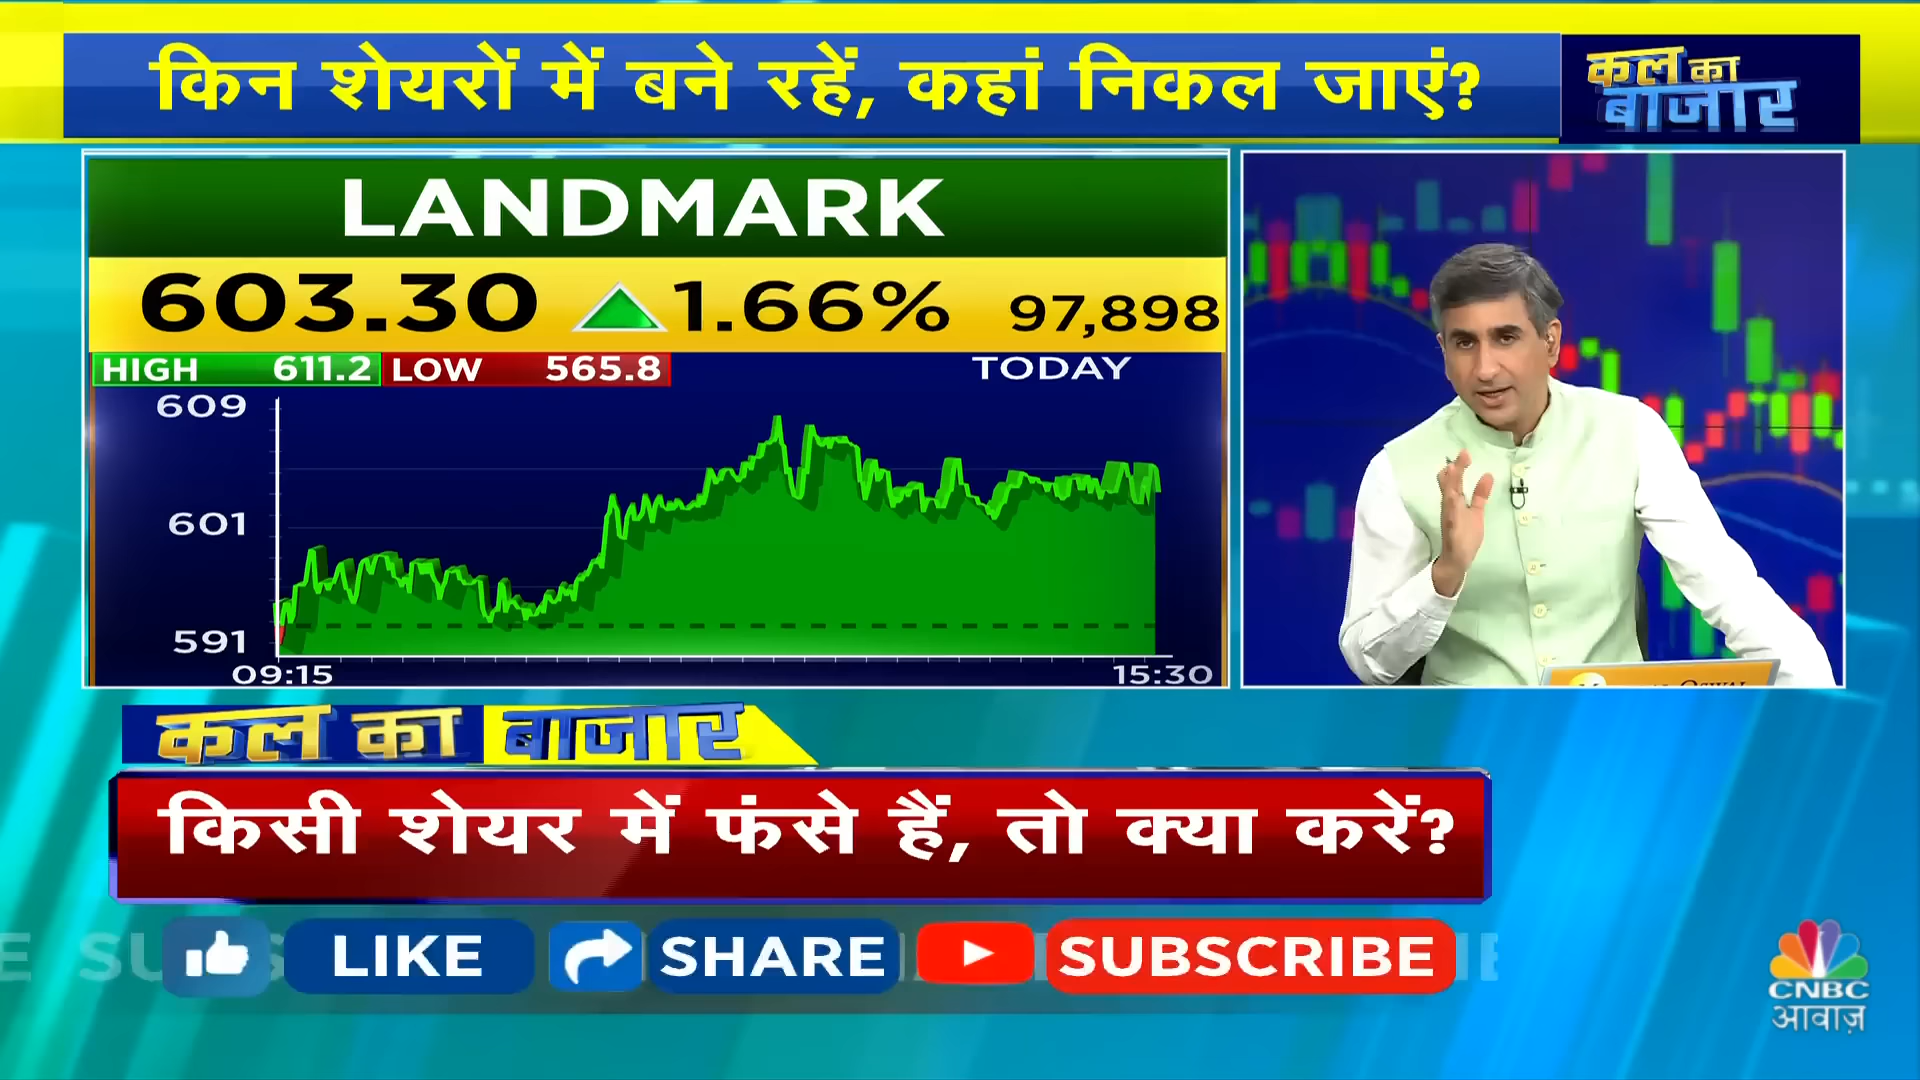 किन शेयरों में बने रहें, कहां निकल जाएं?
कल का
बाजार
LANDMARK
603.30 1.66% 97,898
HIGH 611.2 LOW 565.8 TODAY
609
601
591
09:15 15:30
OSWAL
कल का बाजार
किसी शेयर में फंसे हैं, तो क्या करें?
LIKE SHARE SUBSCRIBE
CNBC
आवाज़